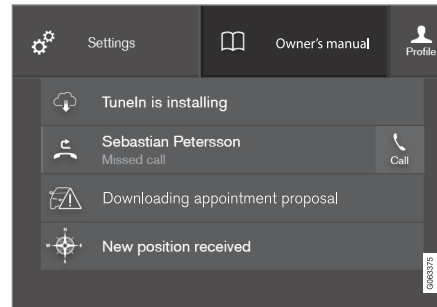 Settings
Owner's manual
Profile
TuneIn is installing
Sebastian Petersson
Missed call
Call
Downloading appointment proposal
N
W
E
S
New position received
G063375